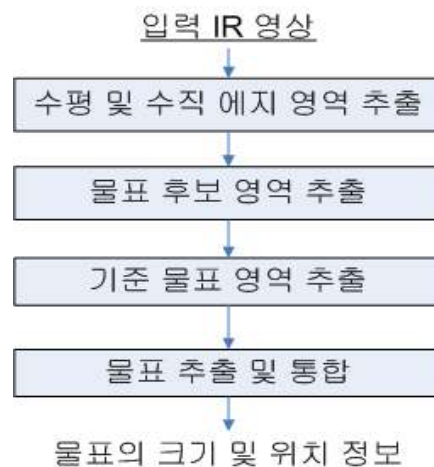 입력 IR 영상
수평 및 수직 에지 영역 추출
물표 후보 영역 추출
기준 물표 영역 추출
물표 추출 및 통합
물표의 크기 및 위치 정보